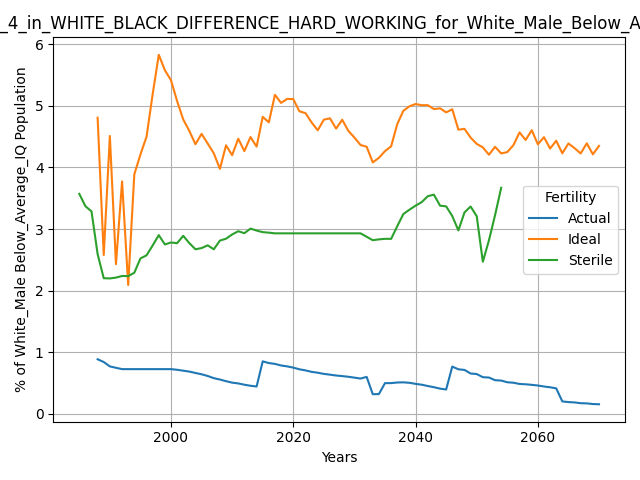 _4_in_WHITE_BLACK_DIFFERENCE_HARD_WORKING_for_White_Male_Below_A
% of White_Male Below_Average_IQ Population
6
5
4
3
2
1
0
Fertility
Actual
Ideal
Sterile
2000 2020 2040 2060
Years